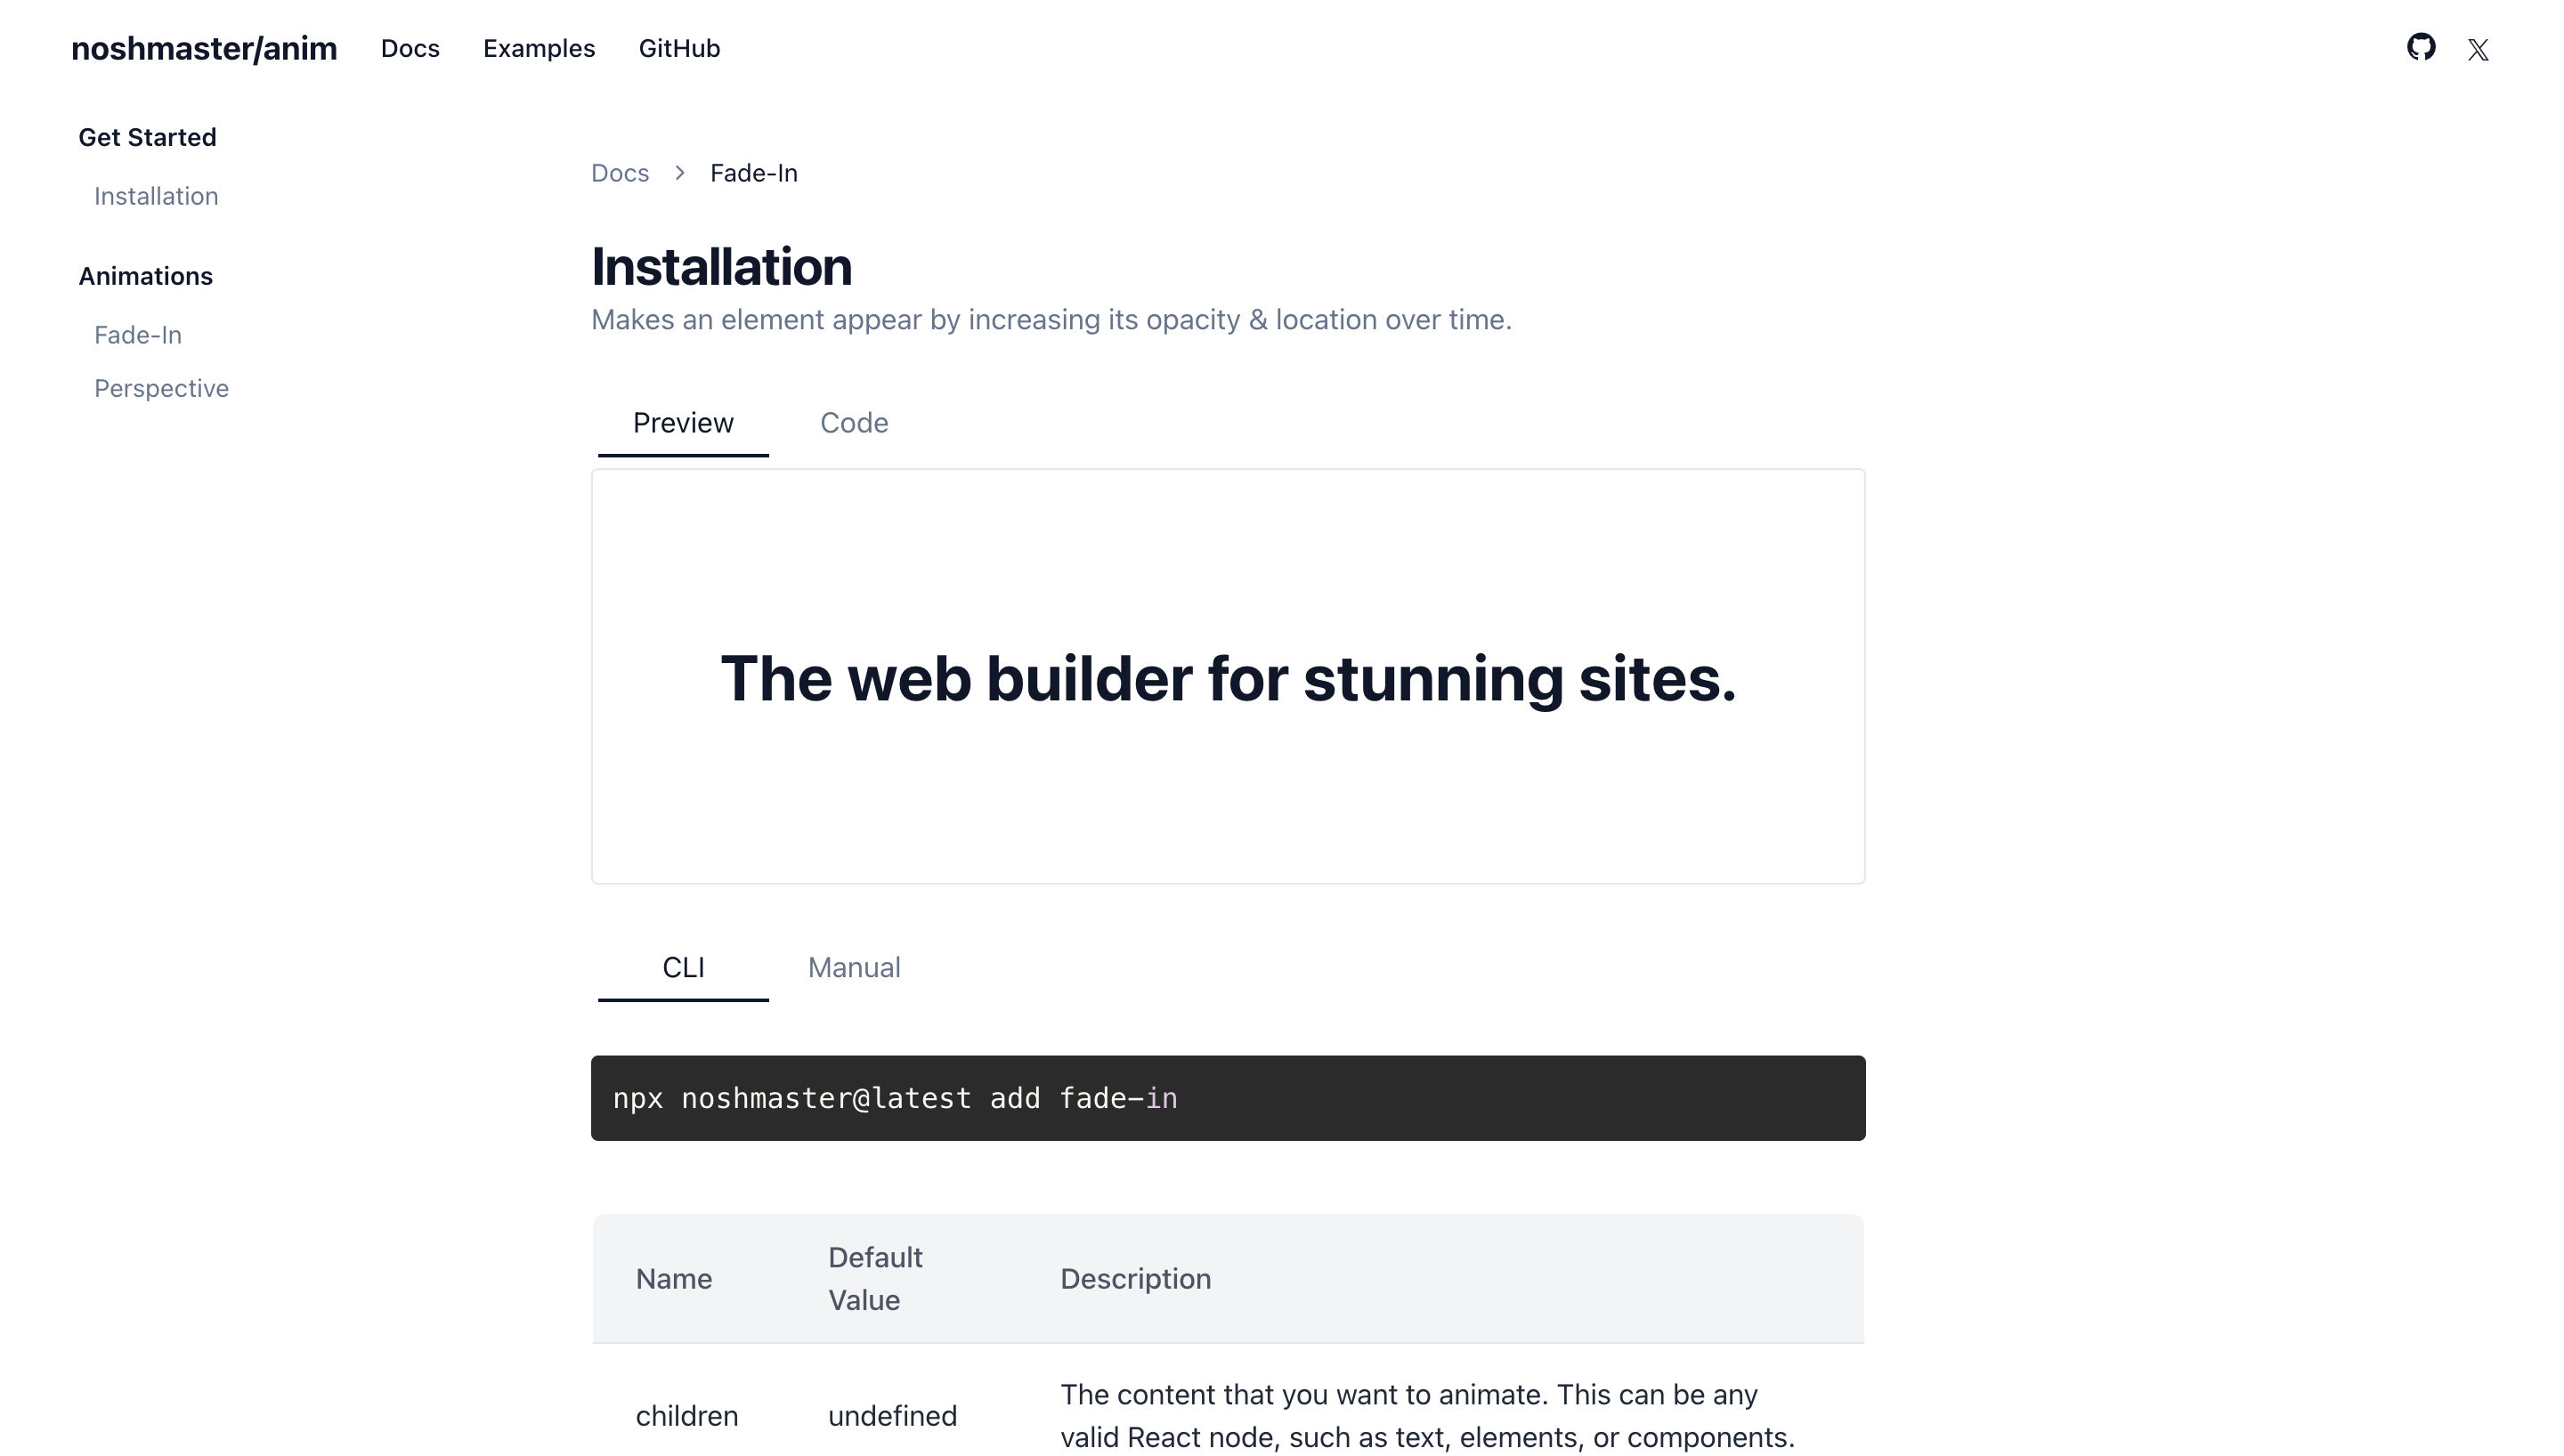 noshmaster/anim Docs Examples GitHub
Get Started
Installation
Animations
Fade-In
Perspective
Docs > Fade-In
Installation
Makes an element appear by increasing its opacity & location over time.
Preview Code
The web builder for stunning sites.
CLI Manual
npx noshmaster@latest add fade-in
Name Default Value Description
children undefined The content that you want to animate. This can be any
valid React node, such as text, elements, or components.